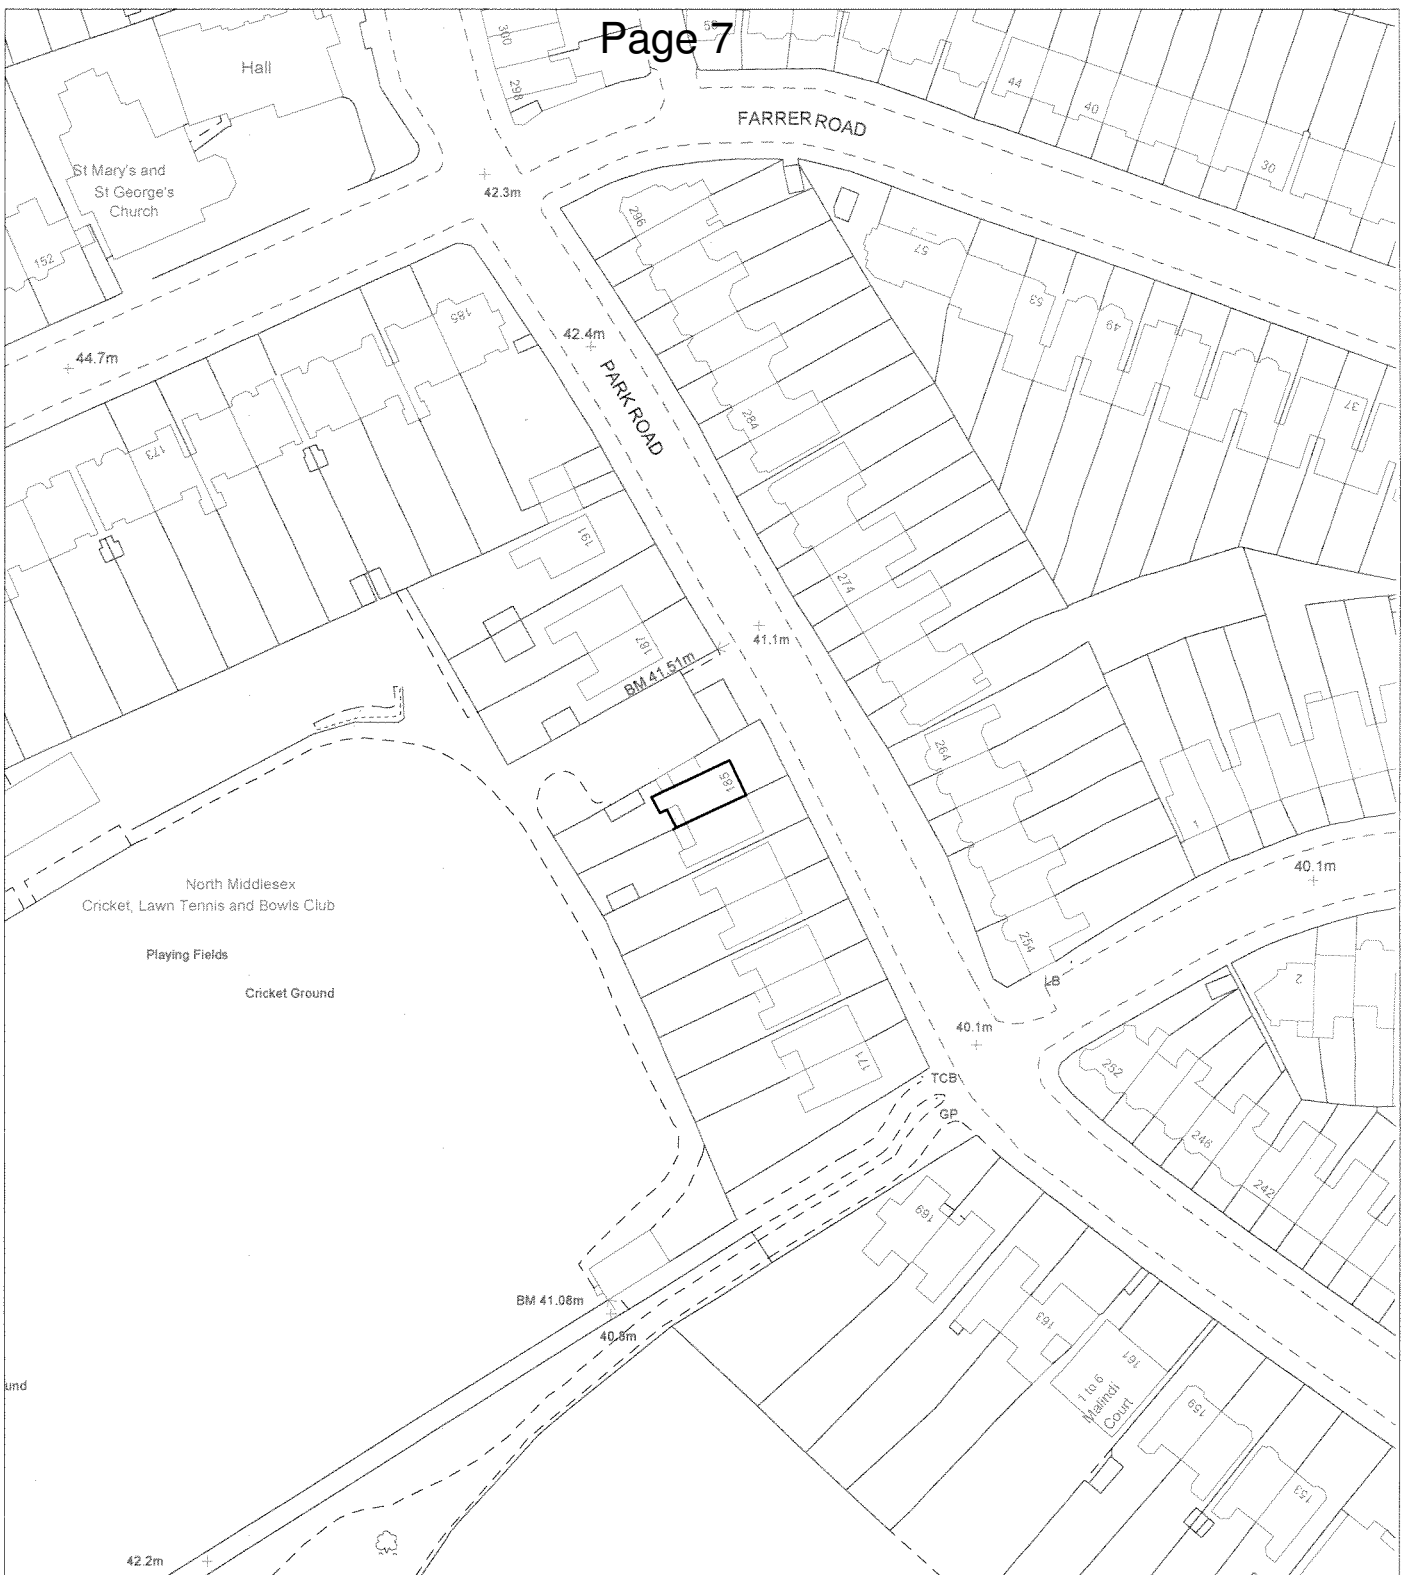 Page 7
300
298
Hall
44
40
30
FARRER ROAD
St Mary's and
St George's
Church
42.3m
296
152
57
53
49
37
185
42.4m
44.7m
PARK ROAD
284
173
191
274
187
41.1m
BM 41.51m
264
185
1
40.1m
North Middlesex
Cricket, Lawn Tennis and Bowls Club
Playing Fields
Cricket Ground
254
LB
2
40.1m
171
252
TCB
GP
246
242
169
BM 41.08m
40.8m
163
161
1 to 6
Malindi
Court
und
159
153
42.2m